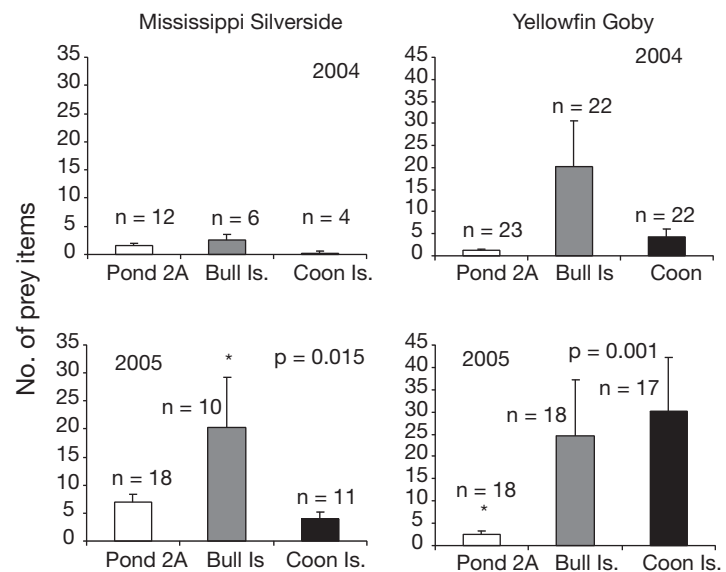 Mississippi Silverside
Yellowfin Goby
No. of prey items
35
30
25
20
15
10
5
0
2004
n = 12
n = 6
n = 4
Pond 2A
Bull Is.
Coon Is.
45
40
35
30
25
20
15
10
5
0
2004
n = 22
n = 23
n = 22
Pond 2A
Bull Is
Coon
35
30
25
20
15
10
5
0
2005
*
p = 0.015
n = 10
n = 18
n = 11
Pond 2A
Bull Is
Coon Is.
45
40
35
30
25
20
15
10
5
0
2005
p = 0.001
n = 17
n = 18
n = 18
*
Pond 2A
Bull Is.
Coon Is.